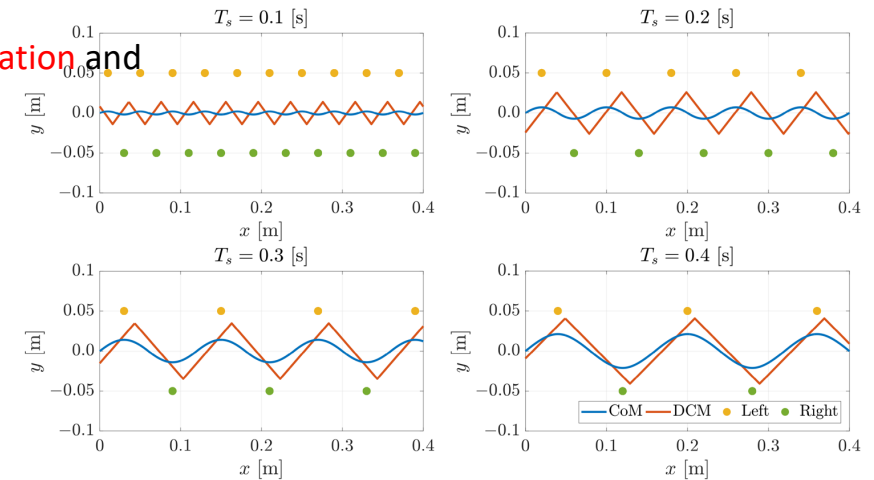 T_s = 0.1 [s]
T_s = 0.2 [s]
ation and
0.1
0.05
0.0
−0.05
−0.1
y [m]
0
0.1
0.2
0.3
0.4
x [m]
0.1
0.05
0.0
−0.05
−0.1
y [m]
0
0.1
0.2
0.3
0.4
x [m]
T_s = 0.3 [s]
T_s = 0.4 [s]
0.1
0.05
0.0
−0.05
−0.1
y [m]
0
0.1
0.2
0.3
0.4
x [m]
0.1
0.05
0.0
−0.05
−0.1
y [m]
CoM DCM Left Right
0
0.1
0.2
0.3
0.4
x [m]